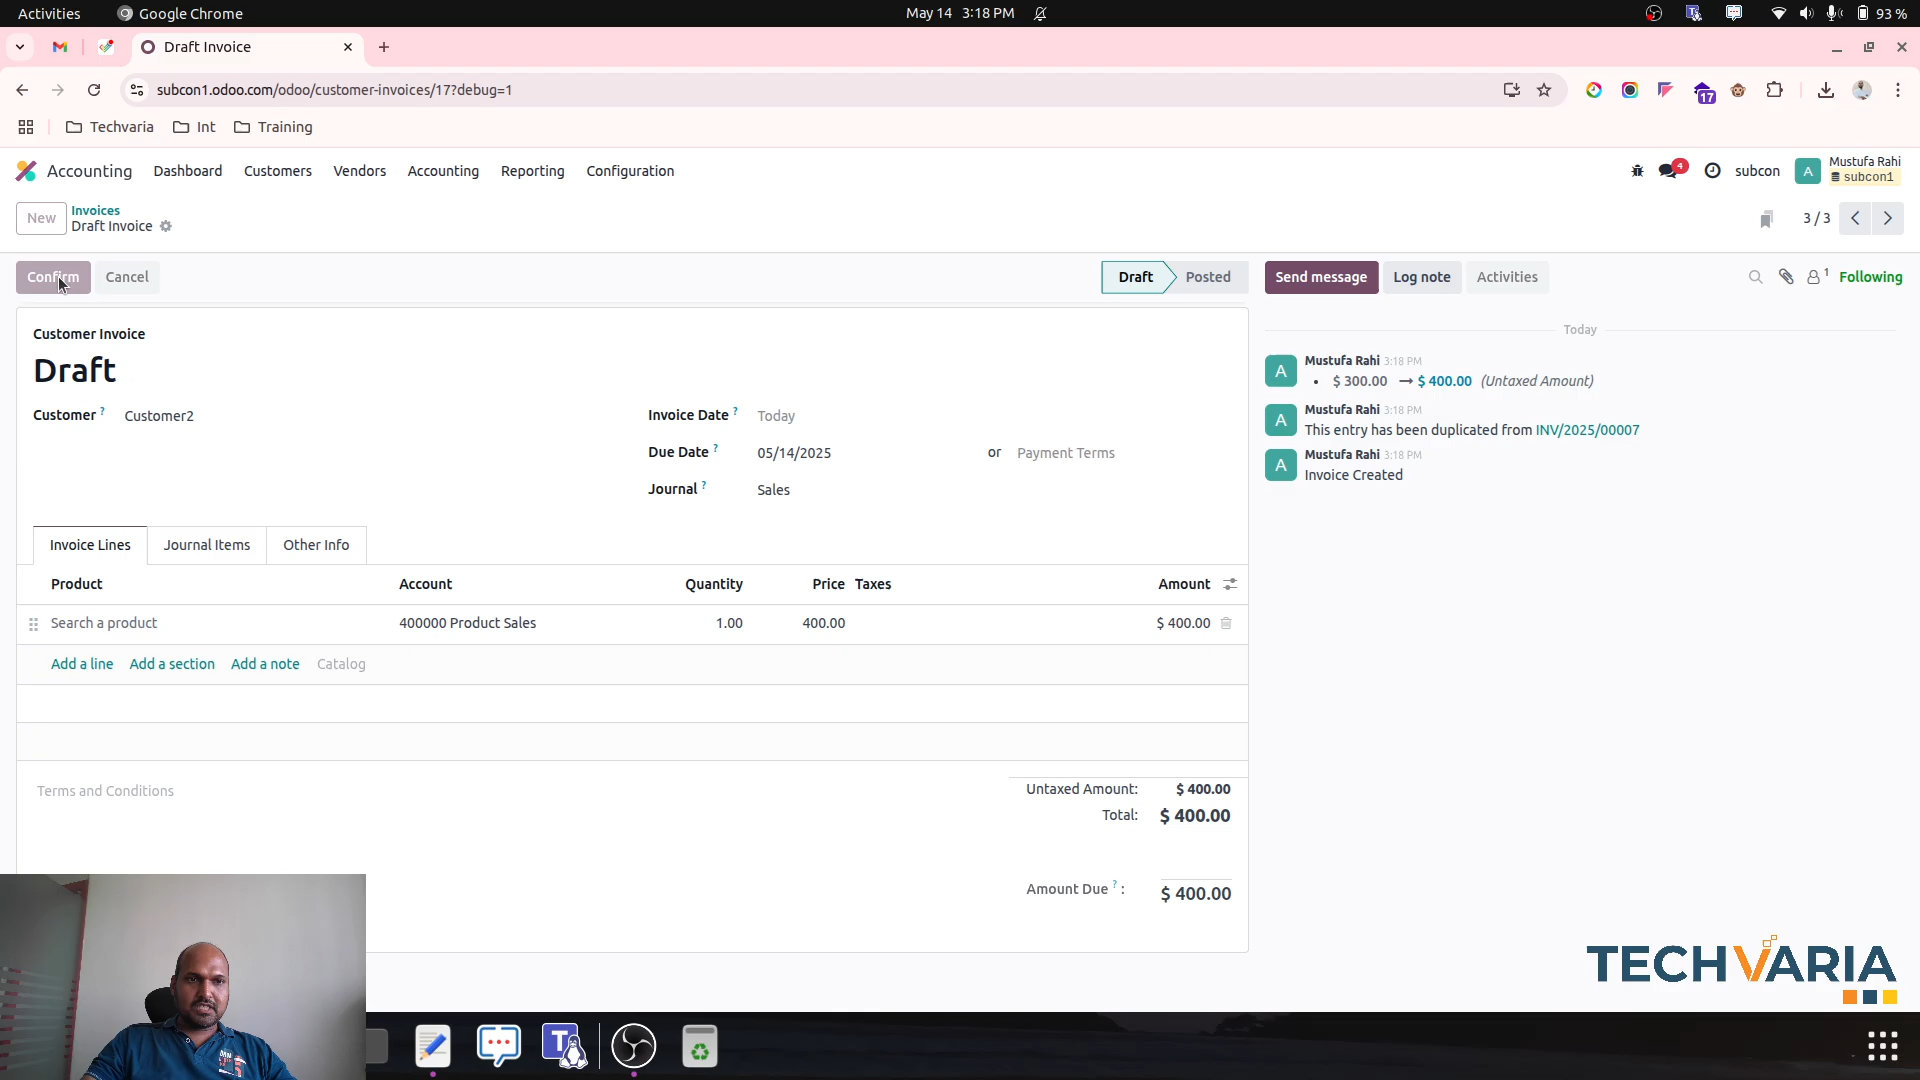 Activities Google Chrome May 14 3:18 PM 93 %
Draft Invoice
subcon1.odoo.com/odoo/customer-invoices/17?debug=1 17
Techvaria Int Training
Accounting Dashboard Customers Vendors Accounting Reporting Configuration 4 subcon A Mustufa Rahi
subcon1
New Invoices
Draft Invoice 3 / 3
Confirm Cancel Draft Posted Send message Log note Activities 1 Following
Customer Invoice
Draft
Customer ? Customer2
Invoice Date ? Today
Due Date ? 05/14/2025 or Payment Terms
Journal ? Sales
Invoice Lines Journal Items Other Info
Product Account Quantity Price Taxes Amount
Search a product 400000 Product Sales 1.00 400.00 $ 400.00
Add a line Add a section Add a note Catalog
Terms and Conditions
Untaxed Amount: $ 400.00
Total: $ 400.00
Amount Due ? : $ 400.00
Today
A Mustufa Rahi 3:18 PM
• $ 300.00 → $ 400.00 (Untaxed Amount)
A Mustufa Rahi 3:18 PM
This entry has been duplicated from INV/2025/00007
A Mustufa Rahi 3:18 PM
Invoice Created
TECHVARIA
T